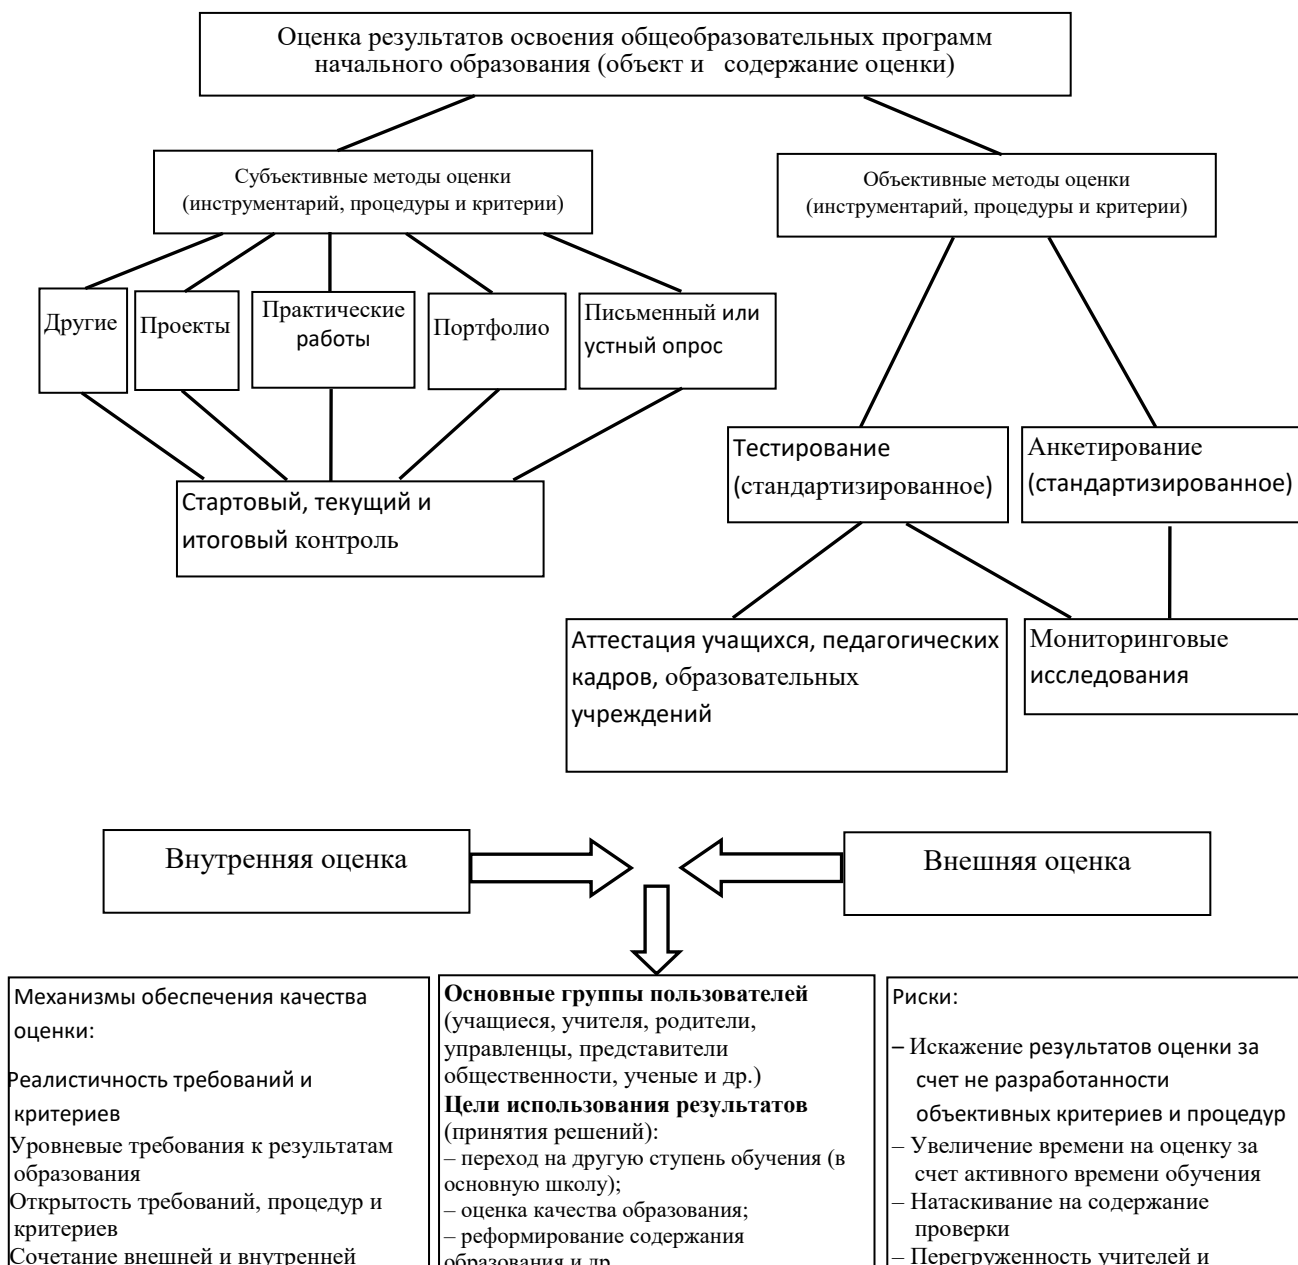 Оценка результатов освоения общеобразовательных программ
начального образования (объект и содержание оценки)
Субъективные методы оценки
(инструментарий, процедуры и критерии)
Объективные методы оценки
(инструментарий, процедуры и критерии)
Другие
Проекты
Практические
работы
Портфолио
Письменный или
устный опрос
Тестирование
(стандартизированное)
Анкетирование
(стандартизированное)
Стартовый, текущий и
итоговый контроль
Аттестация учащихся, педагогических
кадров, образовательных
учреждений
Мониторинговые
исследования
Внутренняя оценка
Внешняя оценка
Механизмы обеспечения качества
оценки:
Реалистичность требований и
критериев
Уровневые требования к результатам
образования
Открытость требований, процедур и
критериев
Сочетание внешней и внутренней
Основные группы пользователей
(учащиеся, учителя, родители,
управленцы, представители
общественности, ученые и др.)
Цели использования результатов
(принятия решений):
– переход на другую ступень обучения (в
основную школу);
– оценка качества образования;
– реформирование содержания
образования и др.
Риски:
– Искажение результатов оценки за
счет не разработанности
объективных критериев и процедур
– Увеличение времени на оценку за
счет активного времени обучения
– Натаскивание на содержание
проверки
– Перегруженность учителей и